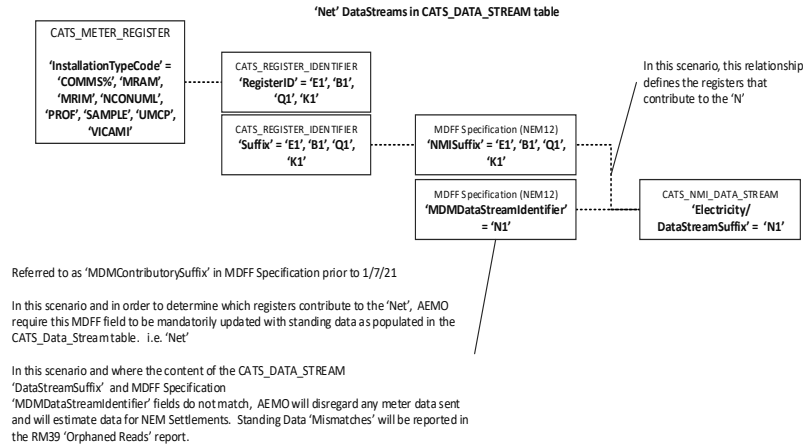 ‘Net’ DataStreams in CATS_DATA_STREAM table
CATS_METER_REGISTER
‘InstallationTypeCode’ =
‘COMMS%’, ‘MRAM,
‘MRIM’, ‘NCONUML’,
‘PROF’, ‘SAMPLE’, ‘UMCP’,
‘VICAMI’
CATS_REGISTER_IDENTIFIER
‘RegisterID’ = ‘E1’, ‘B1’,
‘Q1’, ‘K1’
CATS_REGISTER_IDENTIFIER
‘Suffix’ = ‘E1’, ‘B1’, ‘Q1’,
‘K1’
MDFF Specification (NEM12)
‘NMISuffix’ = ‘E1’, ‘B1’, ‘Q1’,
‘K1’
MDFF Specification (NEM12)
‘MDMDataStreamIdentifier’
= ‘N1’
In this scenario, this relationship
defines the registers that
contribute to the ‘N’
CATS_NMI_DATA_STREAM
‘Electricity/
DataStreamSuffix’ = ‘N1’
Referred to as ‘MDMContributorySuffix’ in MDFF Specification prior to 1/7/21
In this scenario and in order to determine which registers contribute to the ‘Net’, AEMO
require this MDFF field to be mandatorily updated with standing data as populated in the
CATS_Data_Stream table. i.e. ‘Net’
In this scenario and where the content of the CATS_DATA_STREAM
‘DataStreamSuffix’ and MDFF Specification
‘MDMDataStreamIdentifier’ fields do not match, AEMO will disregard any meter data sent
and will estimate data for NEM Settlements. Standing Data ‘Mismatches’ will be reported in
the RM39 ‘Orphaned Reads’ report.